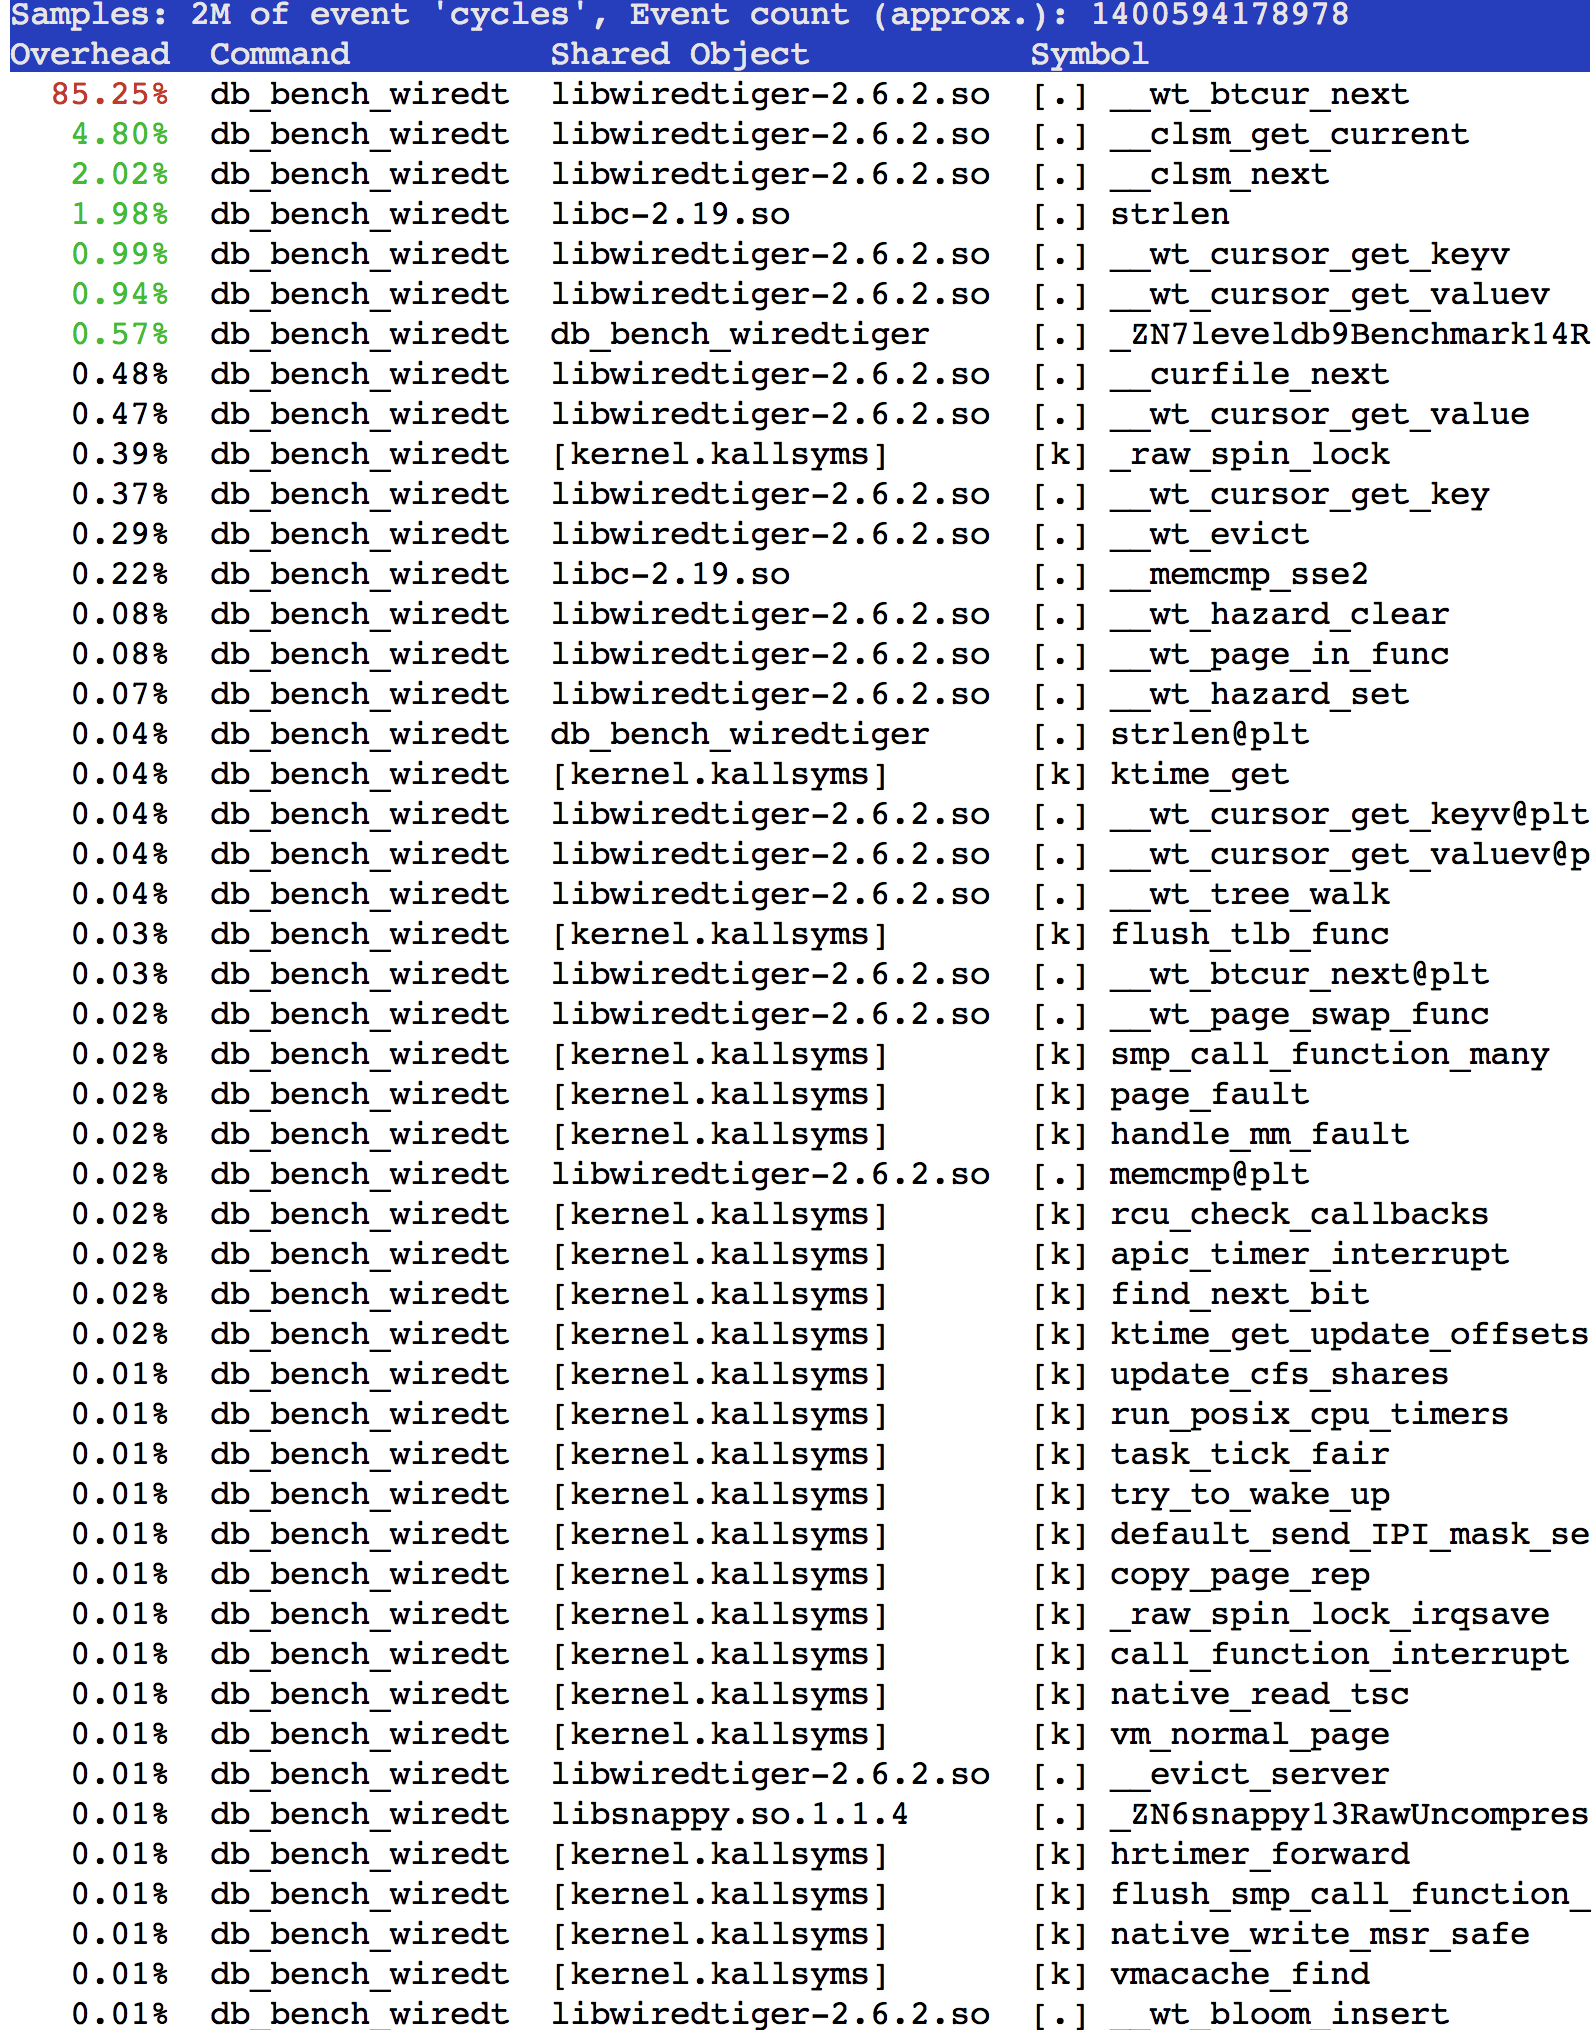 Samples: 2M of event 'cycles', Event count (approx.): 1400594178978
Overhead  Command          Shared Object           Symbol
85.25%  db_bench_wiredt  libwiredtiger-2.6.2.so  [.] __wt_btcur_next
4.80%  db_bench_wiredt  libwiredtiger-2.6.2.so  [.] __clsm_get_current
2.02%  db_bench_wiredt  libwiredtiger-2.6.2.so  [.] __clsm_next
1.98%  db_bench_wiredt  libc-2.19.so            [.] strlen
0.99%  db_bench_wiredt  libwiredtiger-2.6.2.so  [.] __wt_cursor_get_keyv
0.94%  db_bench_wiredt  libwiredtiger-2.6.2.so  [.] __wt_cursor_get_valuev
0.57%  db_bench_wiredt  db_bench_wiredtiger     [.] _ZN7leveldb9Benchmark14R
0.48%  db_bench_wiredt  libwiredtiger-2.6.2.so  [.] __curfile_next
0.47%  db_bench_wiredt  libwiredtiger-2.6.2.so  [.] __wt_cursor_get_value
0.39%  db_bench_wiredt  [kernel.kallsyms]       [k] _raw_spin_lock
0.37%  db_bench_wiredt  libwiredtiger-2.6.2.so  [.] __wt_cursor_get_key
0.29%  db_bench_wiredt  libwiredtiger-2.6.2.so  [.] __wt_evict
0.22%  db_bench_wiredt  libc-2.19.so            [.] __memcmp_sse2
0.08%  db_bench_wiredt  libwiredtiger-2.6.2.so  [.] __wt_hazard_clear
0.08%  db_bench_wiredt  libwiredtiger-2.6.2.so  [.] __wt_page_in_func
0.07%  db_bench_wiredt  libwiredtiger-2.6.2.so  [.] __wt_hazard_set
0.04%  db_bench_wiredt  db_bench_wiredtiger     [.] strlen@plt
0.04%  db_bench_wiredt  [kernel.kallsyms]       [k] ktime_get
0.04%  db_bench_wiredt  libwiredtiger-2.6.2.so  [.] __wt_cursor_get_keyv@plt
0.04%  db_bench_wiredt  libwiredtiger-2.6.2.so  [.] __wt_cursor_get_valuev@p
0.04%  db_bench_wiredt  libwiredtiger-2.6.2.so  [.] __wt_tree_walk
0.03%  db_bench_wiredt  [kernel.kallsyms]       [k] flush_tlb_func
0.03%  db_bench_wiredt  libwiredtiger-2.6.2.so  [.] __wt_btcur_next@plt
0.02%  db_bench_wiredt  libwiredtiger-2.6.2.so  [.] __wt_page_swap_func
0.02%  db_bench_wiredt  [kernel.kallsyms]       [k] smp_call_function_many
0.02%  db_bench_wiredt  [kernel.kallsyms]       [k] page_fault
0.02%  db_bench_wiredt  [kernel.kallsyms]       [k] handle_mm_fault
0.02%  db_bench_wiredt  libwiredtiger-2.6.2.so  [.] memcmp@plt
0.02%  db_bench_wiredt  [kernel.kallsyms]       [k] rcu_check_callbacks
0.02%  db_bench_wiredt  [kernel.kallsyms]       [k] apic_timer_interrupt
0.02%  db_bench_wiredt  [kernel.kallsyms]       [k] find_next_bit
0.02%  db_bench_wiredt  [kernel.kallsyms]       [k] ktime_get_update_offsets
0.01%  db_bench_wiredt  [kernel.kallsyms]       [k] update_cfs_shares
0.01%  db_bench_wiredt  [kernel.kallsyms]       [k] run_posix_cpu_timers
0.01%  db_bench_wiredt  [kernel.kallsyms]       [k] task_tick_fair
0.01%  db_bench_wiredt  [kernel.kallsyms]       [k] try_to_wake_up
0.01%  db_bench_wiredt  [kernel.kallsyms]       [k] default_send_IPI_mask_se
0.01%  db_bench_wiredt  [kernel.kallsyms]       [k] copy_page_rep
0.01%  db_bench_wiredt  [kernel.kallsyms]       [k] _raw_spin_lock_irqsave
0.01%  db_bench_wiredt  [kernel.kallsyms]       [k] call_function_interrupt
0.01%  db_bench_wiredt  [kernel.kallsyms]       [k] native_read_tsc
0.01%  db_bench_wiredt  [kernel.kallsyms]       [k] vm_normal_page
0.01%  db_bench_wiredt  libwiredtiger-2.6.2.so  [.] __evict_server
0.01%  db_bench_wiredt  libsnappy.so.1.1.4      [.] _ZN6snappy13RawUncompres
0.01%  db_bench_wiredt  [kernel.kallsyms]       [k] hrtimer_forward
0.01%  db_bench_wiredt  [kernel.kallsyms]       [k] flush_smp_call_function_
0.01%  db_bench_wiredt  [kernel.kallsyms]       [k] native_write_msr_safe
0.01%  db_bench_wiredt  [kernel.kallsyms]       [k] vmacache_find
0.01%  db_bench_wiredt  libwiredtiger-2.6.2.so  [.] __wt_bloom_insert